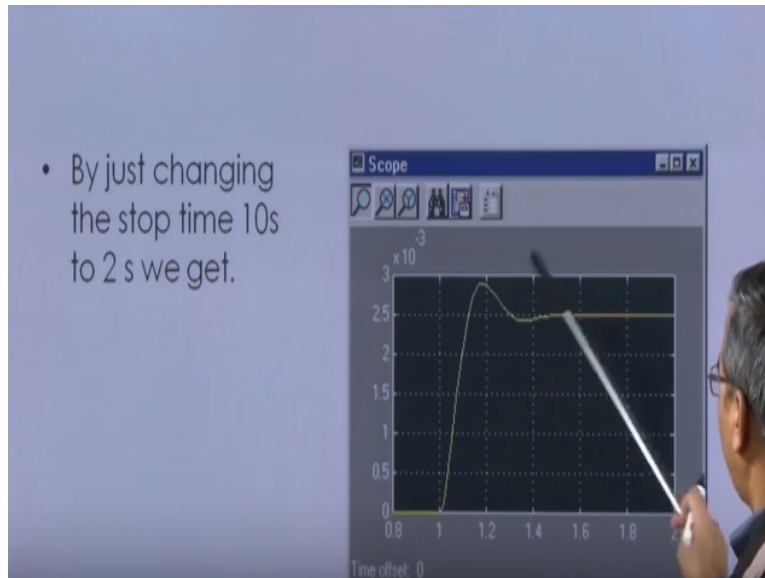 • By just changing
the stop time 10s
to 2 s we get.
Scope
x10
-3
3
2.5
2
1.5
1
0.5
0
0.8 1 1.2 1.4 1.6 1.8
Time offset: 0